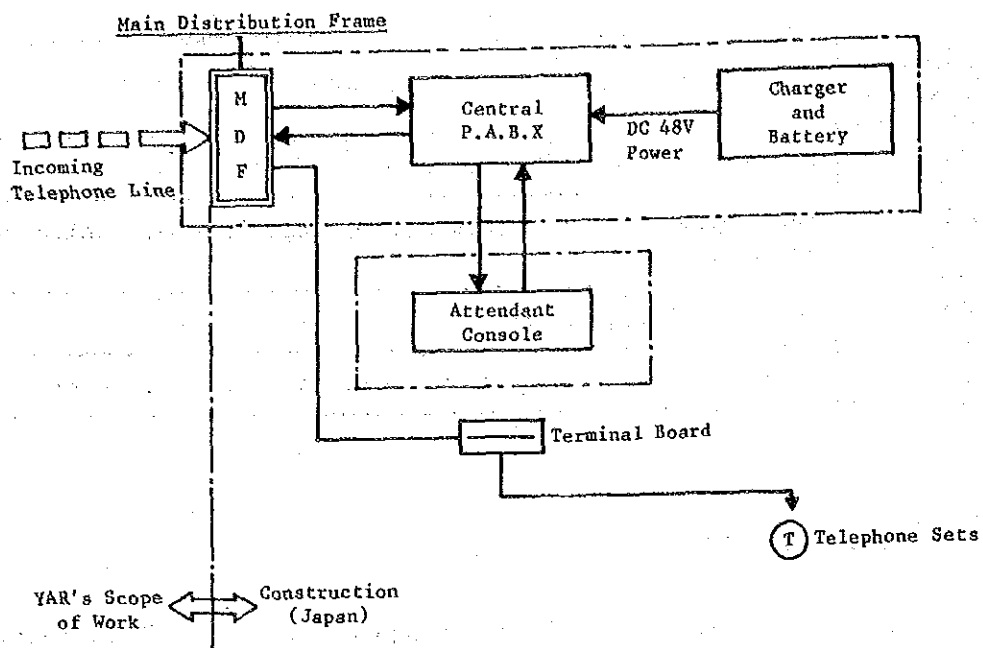 Main Distribution Frame
M
D
F
Central
P.A.B.X
DC 48V
Power
Charger
and
Battery
Incoming
Telephone Line
Attendant
Console
Terminal Board
T
Telephone Sets
YAR's Scope
of Work
Construction
(Japan)